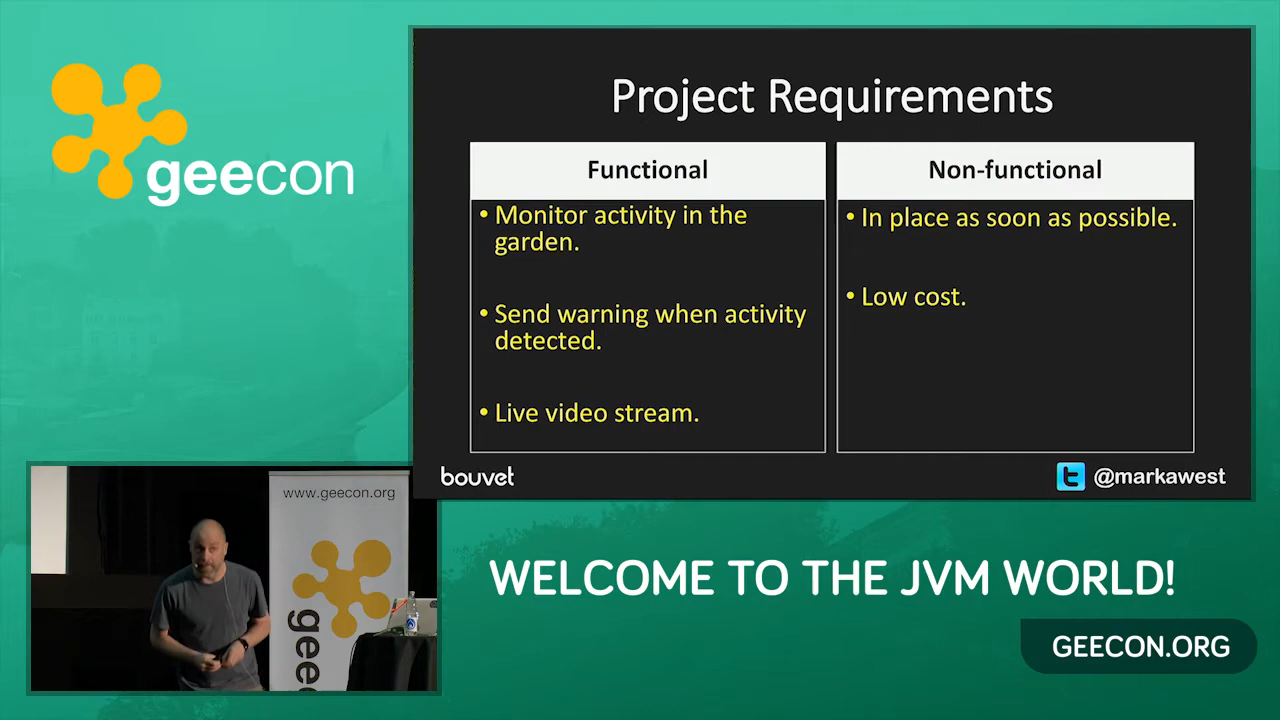 geecon
Project Requirements
Functional
Non-functional
• Monitor activity in the
garden.
• Send warning when activity
detected.
• Live video stream.
• In place as soon as possible.
• Low cost.
bouvet
@markawest
www.geecon.org
geec
WELCOME TO THE JVM WORLD!
GEECON.ORG